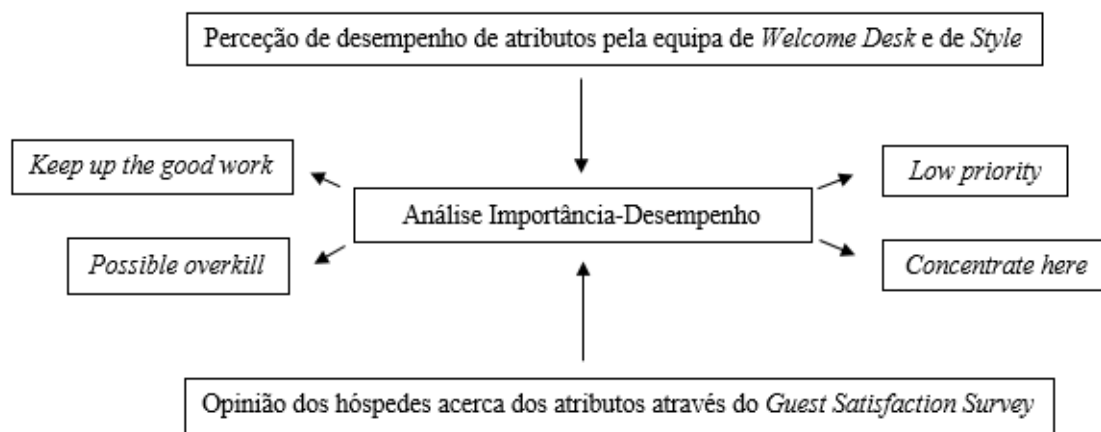 Perceção de desempenho de atributos pela equipa de Welcome Desk e de Style
Keep up the good work
Low priority
Análise Importância-Desempenho
Possible overkill
Concentrate here
Opinião dos hóspedes acerca dos atributos através do Guest Satisfaction Survey